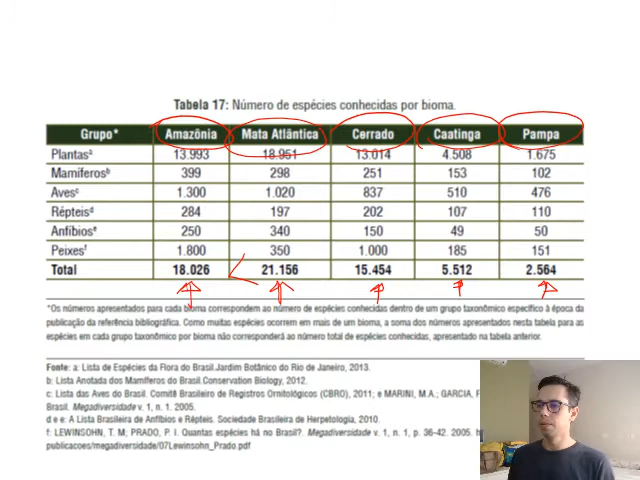 Tabela 17: Número de espécies conhecidas por bioma.
Grupo* Amazônia Mata Atlântica Cerrado Caatinga Pampa
Plantasª 13.993 18.951 13.014 4.508 1.675
Mamíferosᵇ 399 298 251 153 102
Avesᶜ 1.300 1.020 837 510 476
Répteisᵈ 284 197 202 107 110
Anfíbiosᵉ 250 340 150 49 50
Peixesᶠ 1.800 350 1.000 185 151
Total 18.026 21.156 15.454 5.512 2.564
*Os números apresentados para cada bioma correspondem ao número de espécies conhecidas dentro de um grupo taxonômico específico à época da
publicação da referência bibliográfica. Como muitas espécies ocorrem em mais de um bioma, a soma dos números apresentados nesta tabela para as
espécies em cada grupo taxonômico por bioma não corresponderá ao número total de espécies conhecidas, apresentado na tabela anterior.
Fonte: a: Lista de Espécies da Flora do Brasil.Jardim Botânico do Rio de Janeiro, 2013.
b: Lista Anotada dos Mamíferos do Brasil.Conservation Biology, 2012.
c: Lista das Aves do Brasil. Comitê Brasileiro de Registros Ornitológicos (CBRO), 2011; e MARINI, M.A.; GARCIA, F
Brasil. Megadiversidade v. 1, n. 1. 2005.
d e e: A Lista Brasileira de Anfíbios e Répteis. Sociedade Brasileira de Herpetologia, 2010.
f: LEWINSOHN, T. M; PRADO, P. I. Quantas espécies há no Brasil?. Megadiversidade v. 1, n. 1, p. 36-42. 2005.
publicacoes/megadiversidade/07Lewinsohn_Prado.pdf